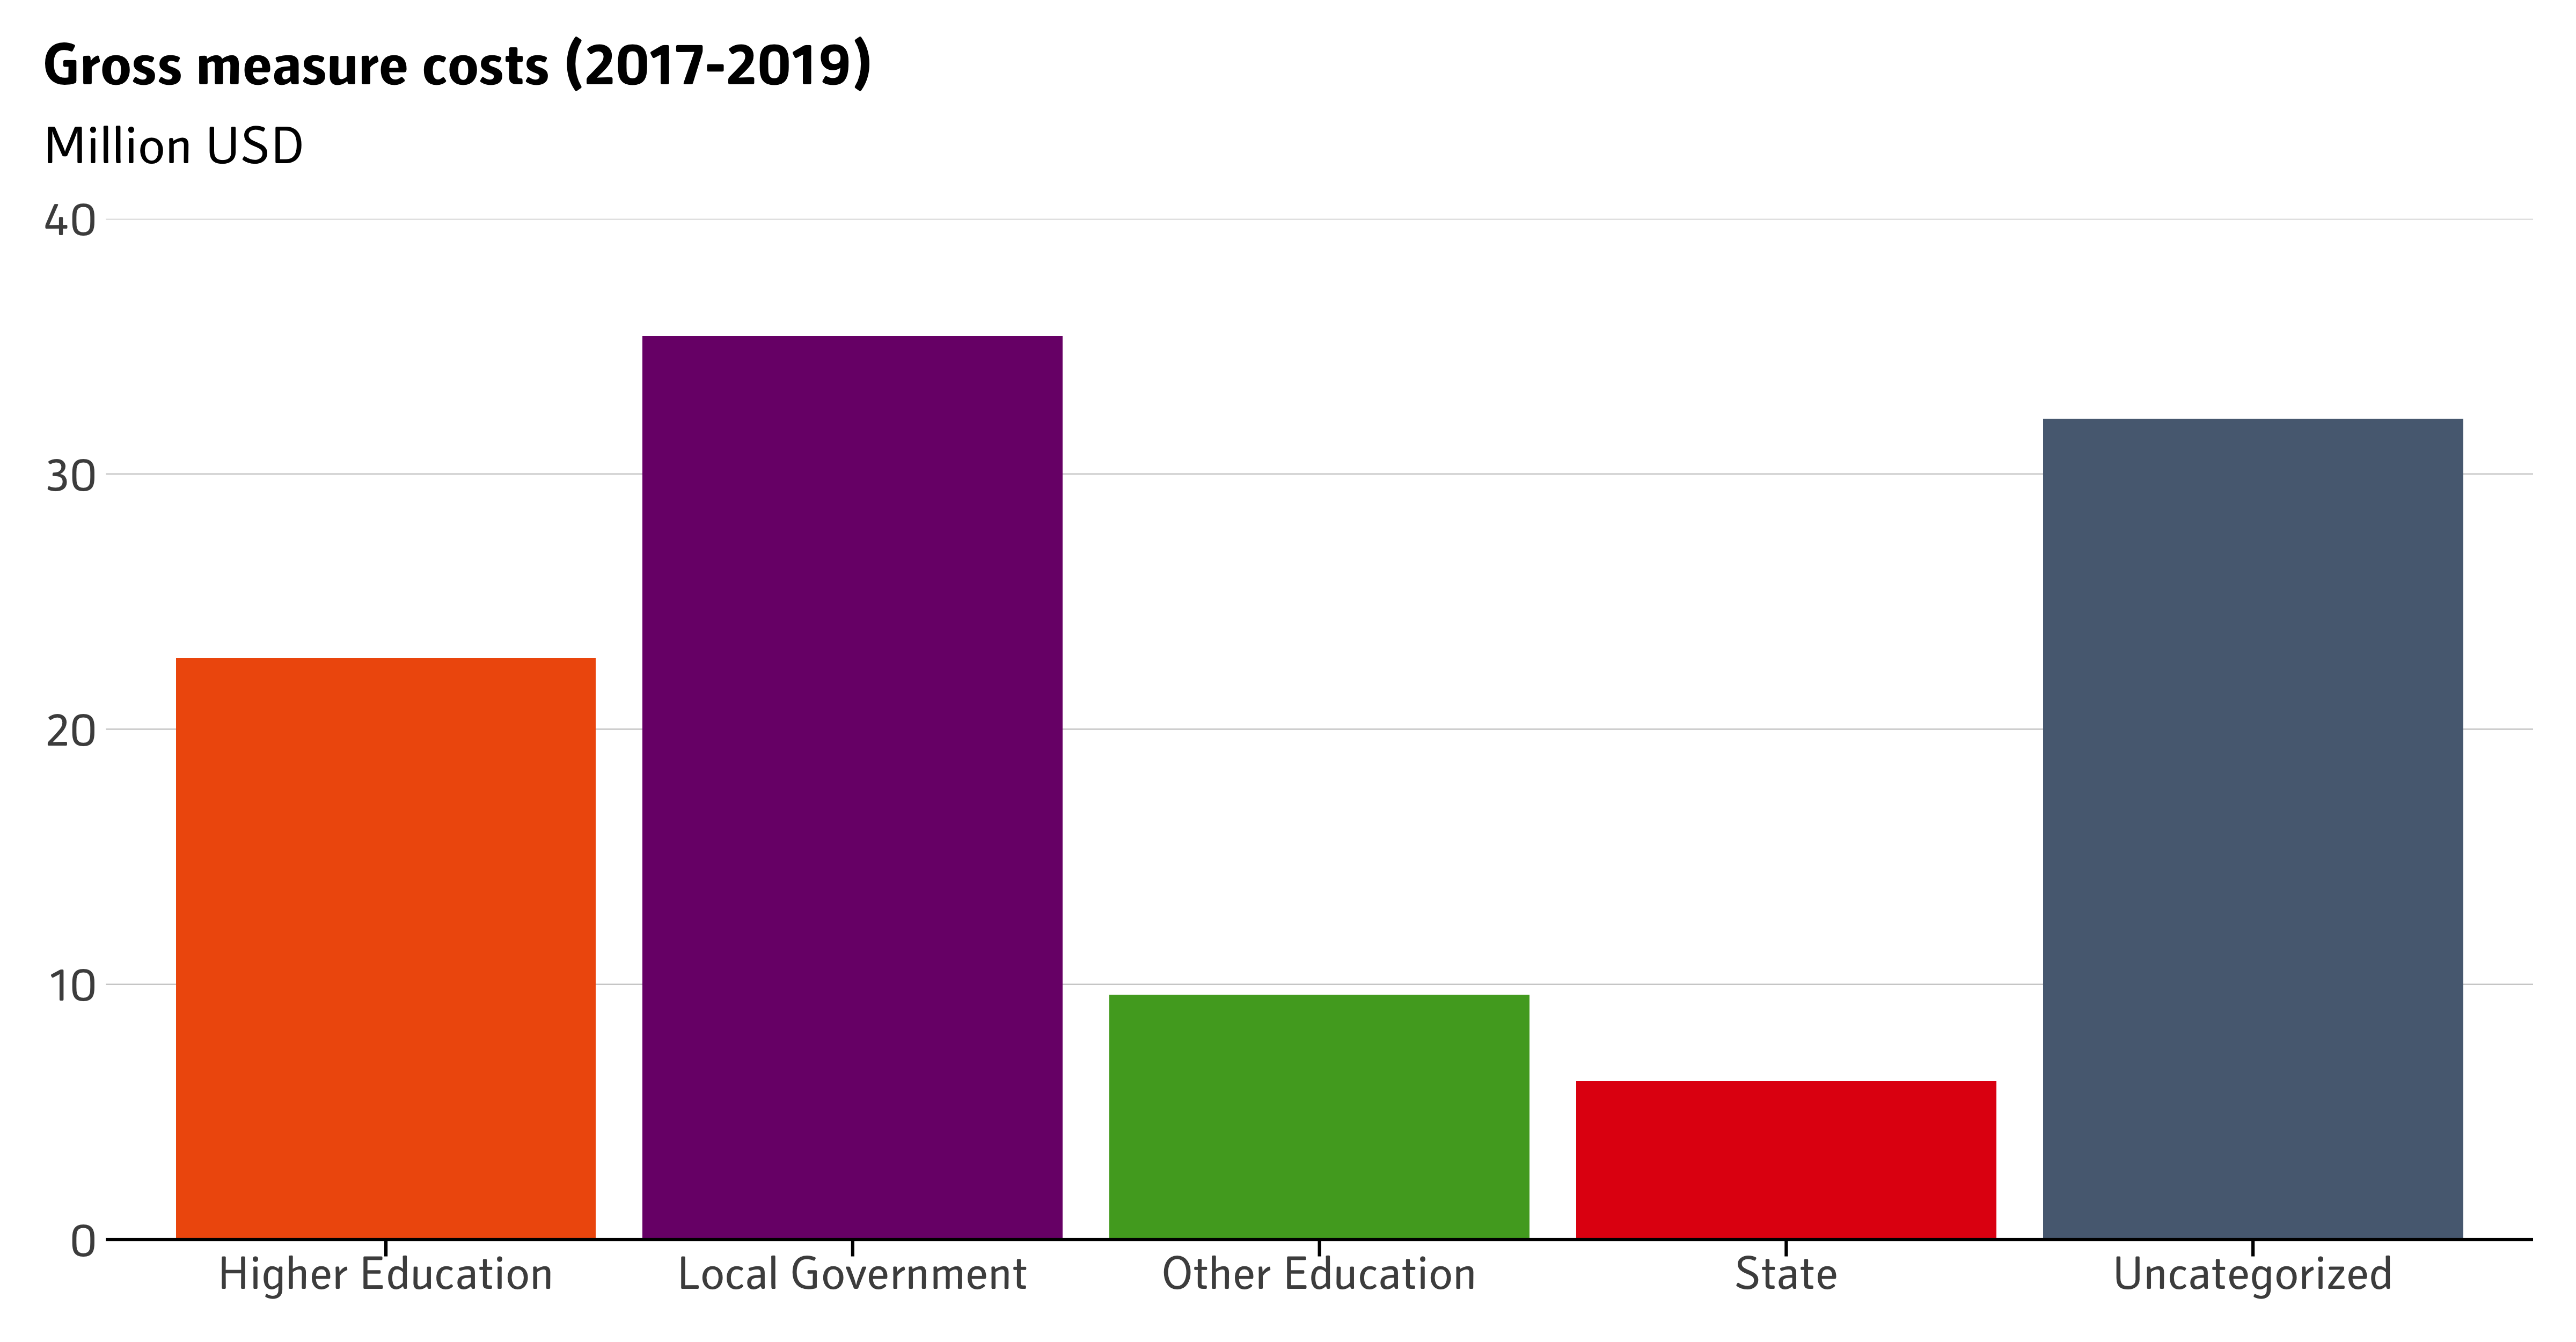 Gross measure costs (2017-2019)
Million USD
40
30
20
10
0
Higher Education Local Government Other Education State Uncategorized